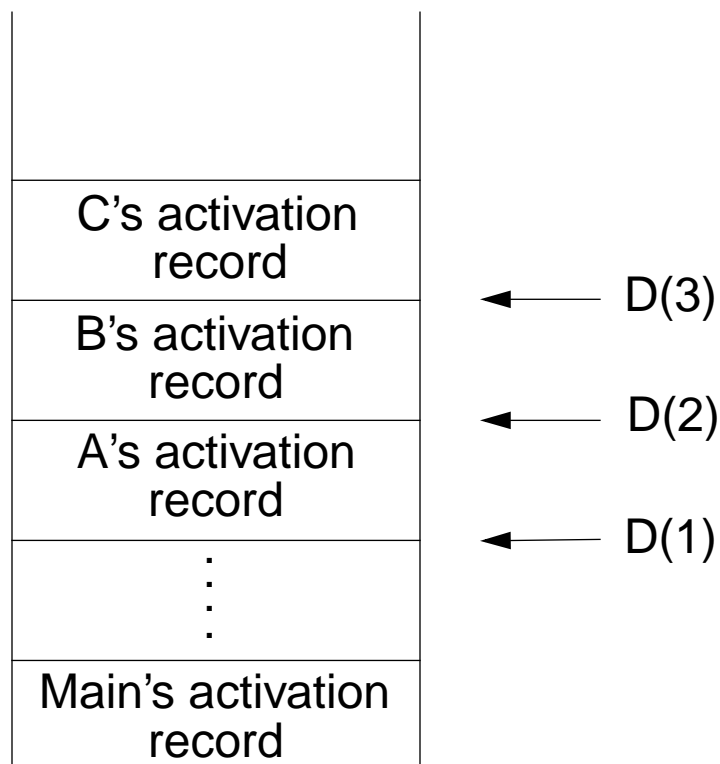 C's activation
record
D(3)
B's activation
record
D(2)
A's activation
record
D(1)
.
.
.
.
Main's activation
record